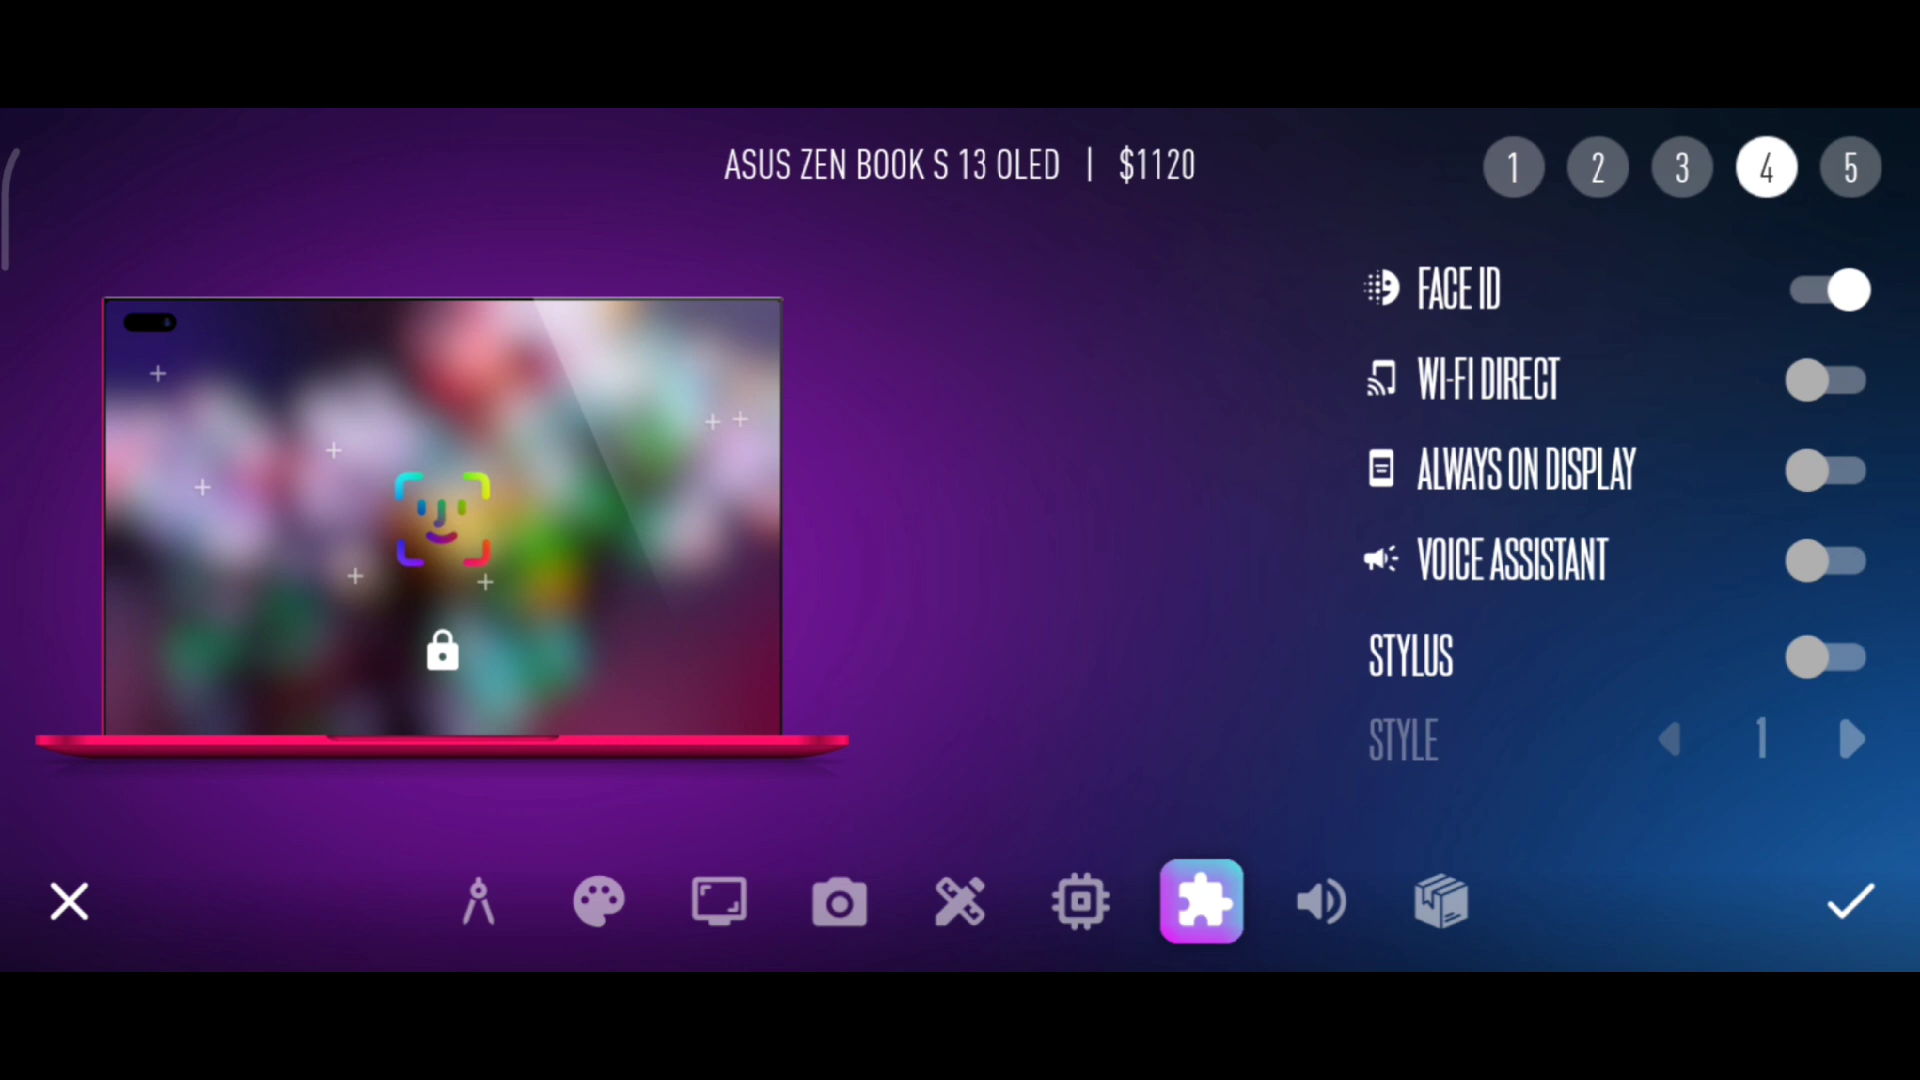 ASUS ZEN BOOK S 13 OLED | $1120
1 2 3 4 5
FACE ID
WI-FI DIRECT
ALWAYS ON DISPLAY
VOICE ASSISTANT
STYLUS
STYLE 1